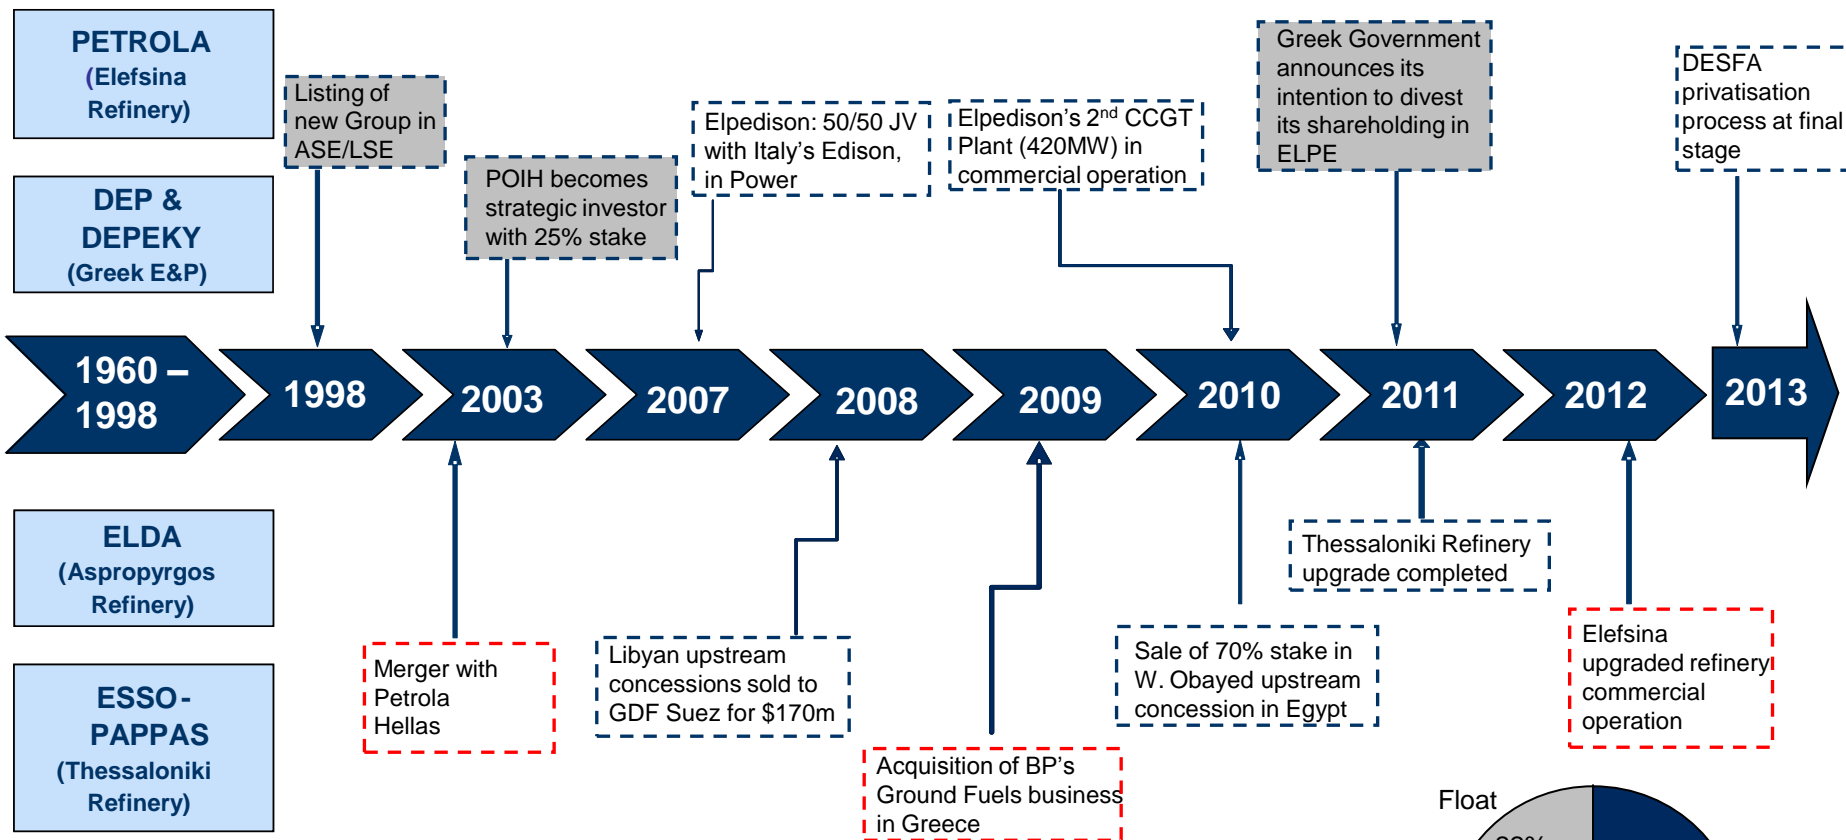 PETROLA
(Elefsina
Refinery)
DEP &
DEPEKY
(Greek E&P)
Listing of
new Group in
ASE/LSE
POIH becomes
strategic investor
with 25% stake
Elpedison: 50/50 JV
with Italy's Edison,
in Power
Elpedison's 2nd CCGT
Plant (420MW) in
commercial operation
Greek Government
announces its
intention to divest
its shareholding in
ELPE
DESFA
privatisation
process at final
stage
1960 –
1998
1998
2003
2007
2008
2009
2010
2011
2012
2013
ELDA
(Aspropyrgos
Refinery)
ESSO-
PAPPAS
(Thessaloniki
Refinery)
Merger with
Petrola
Hellas
Libyan upstream
concessions sold to
GDF Suez for $170m
Acquisition of BP's
Ground Fuels business
in Greece
Sale of 70% stake in
W. Obayed upstream
concession in Egypt
Thessaloniki Refinery
upgrade completed
Elefsina
upgraded refinery
commercial
operation
Float